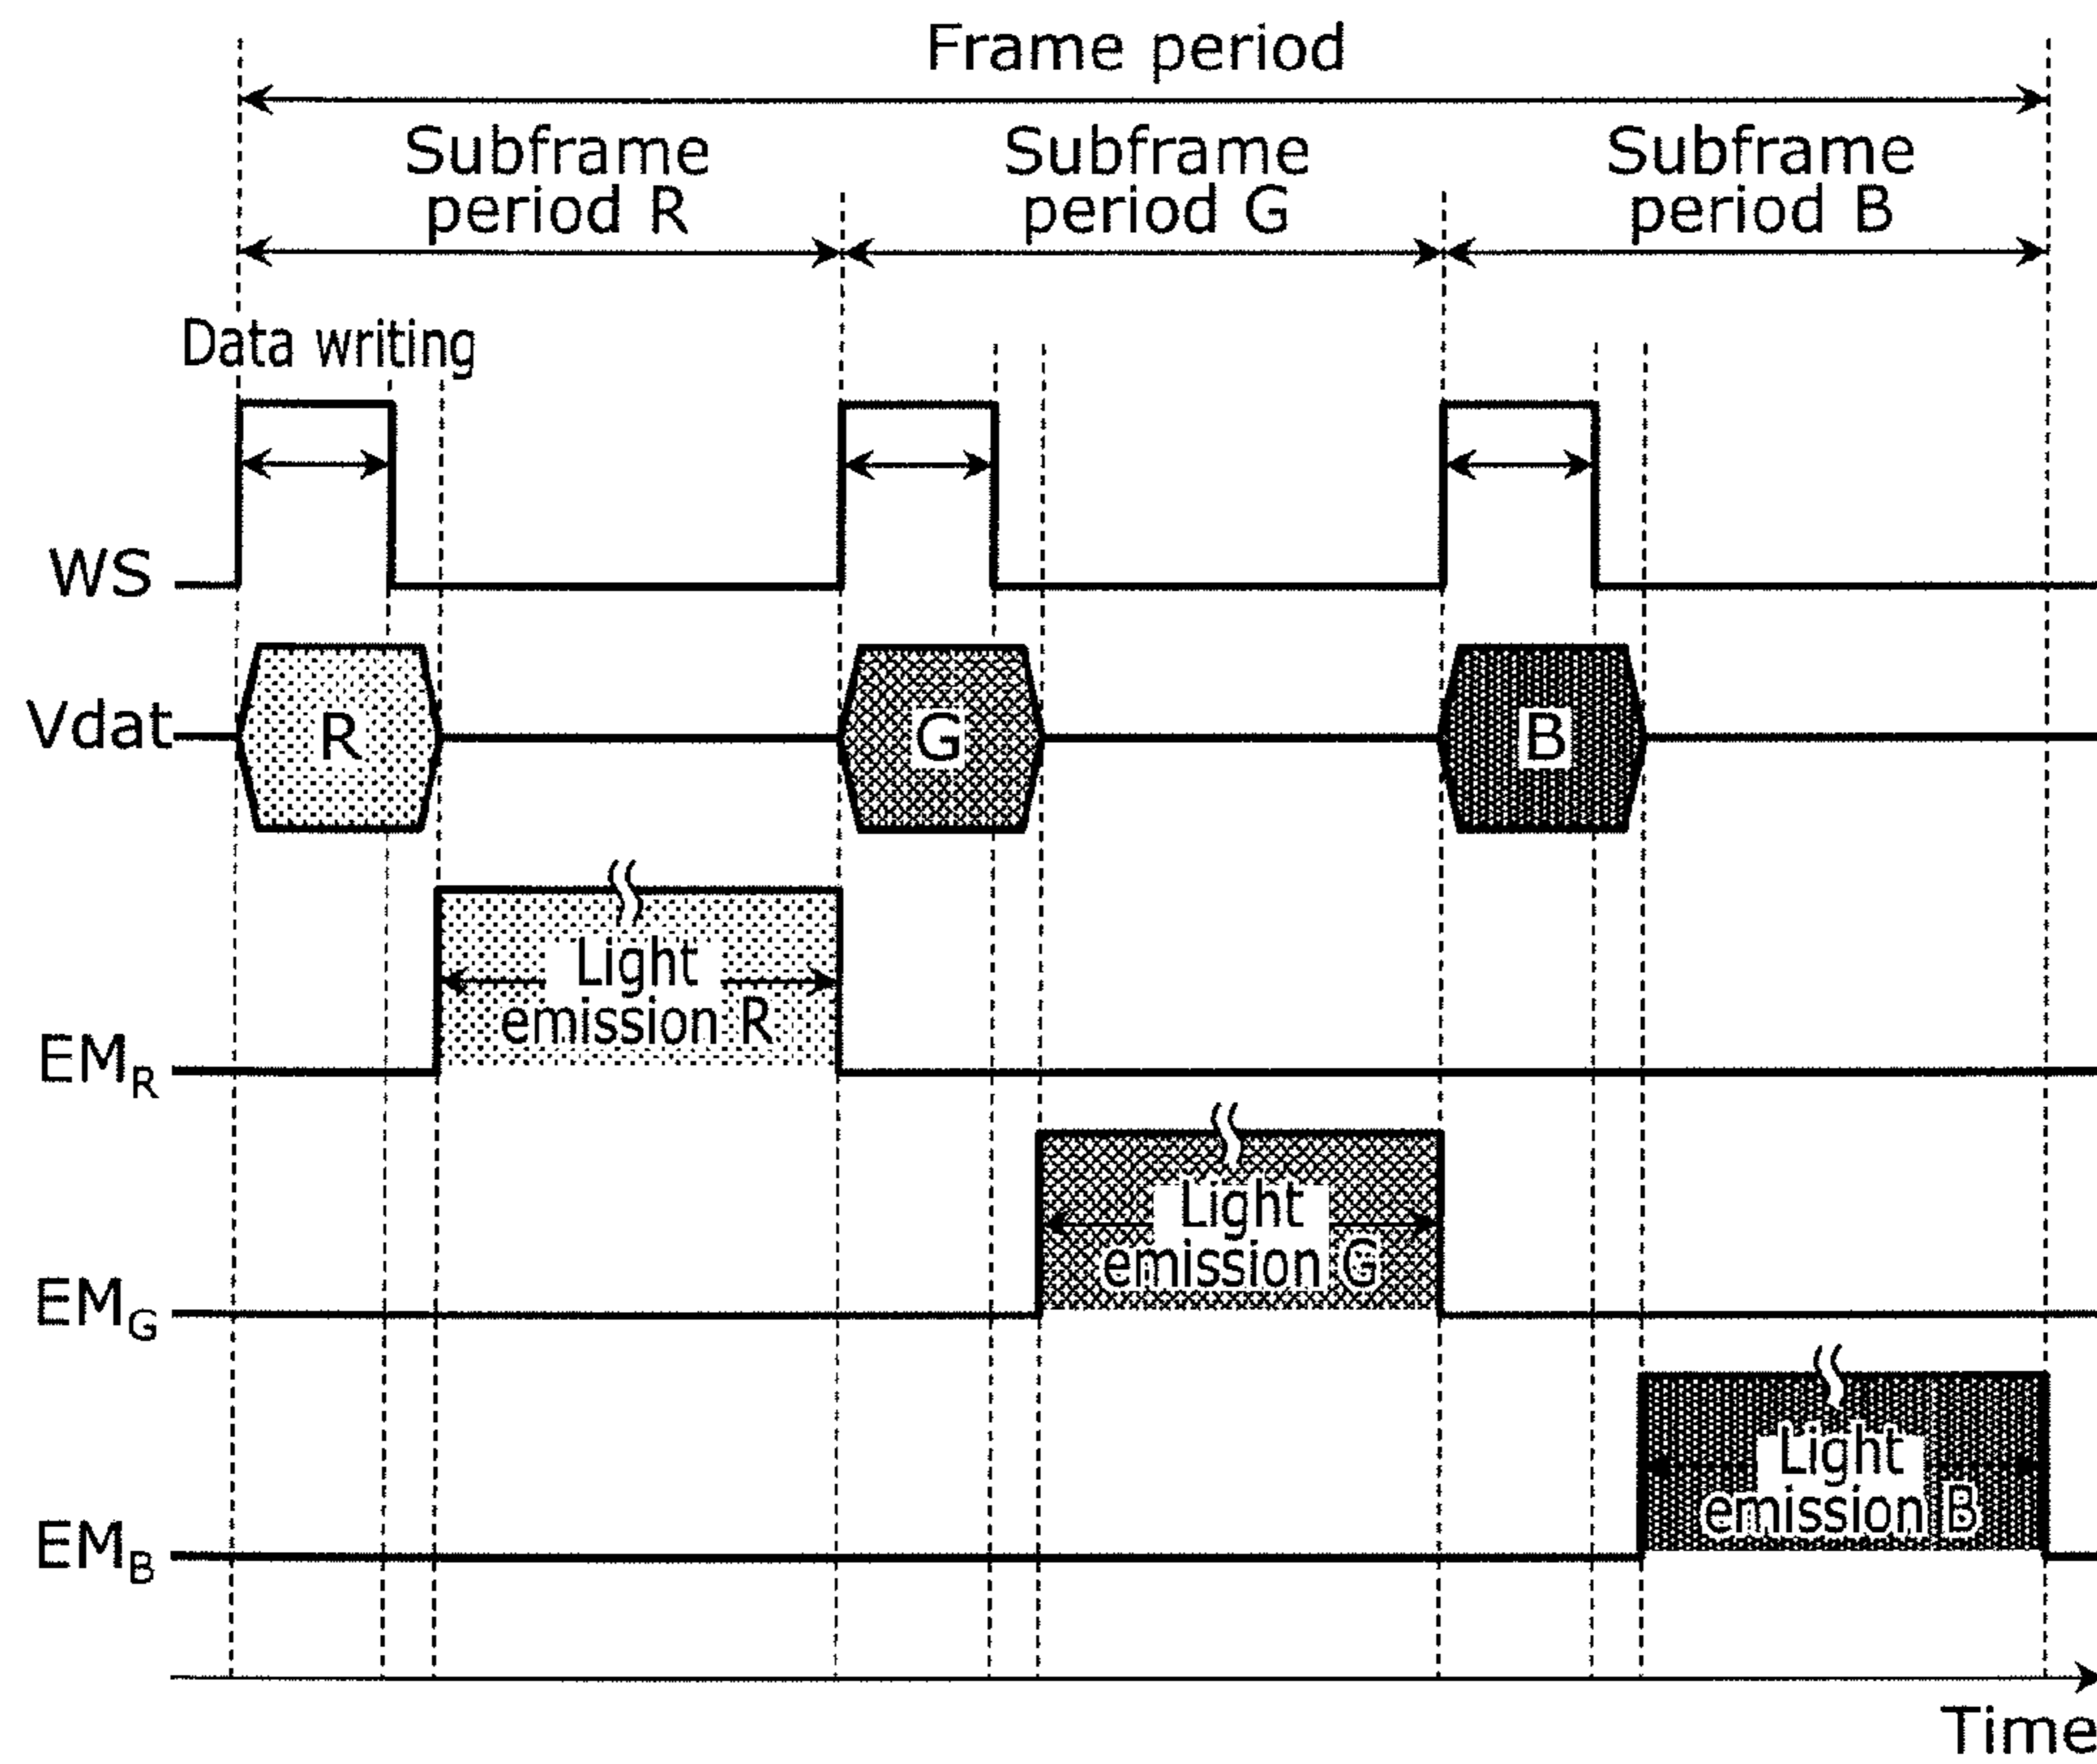 Frame period
Subframe
period R
Subframe
period G
Subframe
period B
Data writing
WS
Vdat
R
G
B
Light
emission R
EMR
Light
emission G
EMG
Light
emission B
EMB
Time